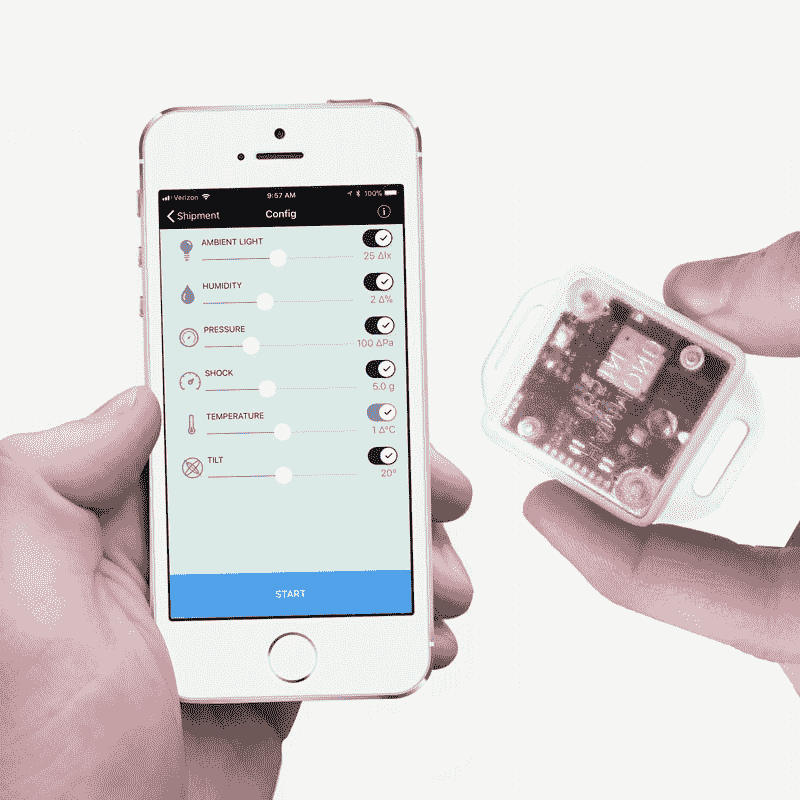 Verizon 9:57 AM 100%
Shipment Config
AMBIENT LIGHT
25 Δlx
HUMIDITY
2 Δ%
PRESSURE
100 ΔPa
SHOCK
5.0 g
TEMPERATURE
1 Δ°C
TILT
20°
START